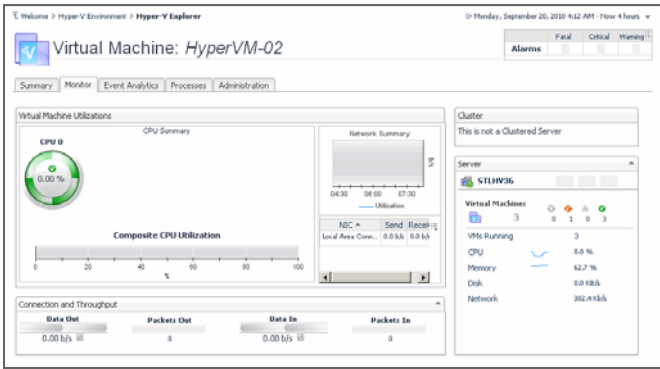 Welcome > Hyper-V Environment > Hyper-V Explorer
Monday, September 20, 2010 4:12 AM - Now 4 hours
Virtual Machine: HyperVM-02
Fatal Critical Warning
Alarms
Summary Monitor Event Analytics Processes Administration
Virtual Machine Utilizations
CPU Summary
CPU 0
0.00 %
Composite CPU Utilization
0 20 40 60 80 100
%
Network Summary
b/s
04:30 06:00 07:30
Utilization
NIC Send Recei
Local Area Conn... 0.0 b/s 0.0 b/s
Connection and Throughput
Data Out Packets Out Data In Packets In
0.00 b/s 0 0.00 b/s 0
Cluster
This is not a Clustered Server
Server
STLHV36
Virtual Machines
3 0 1 0 3
VMs Running 3
CPU 0.0 %
Memory 62.7 %
Disk 0.0 KB/s
Network 302.4 Kb/s